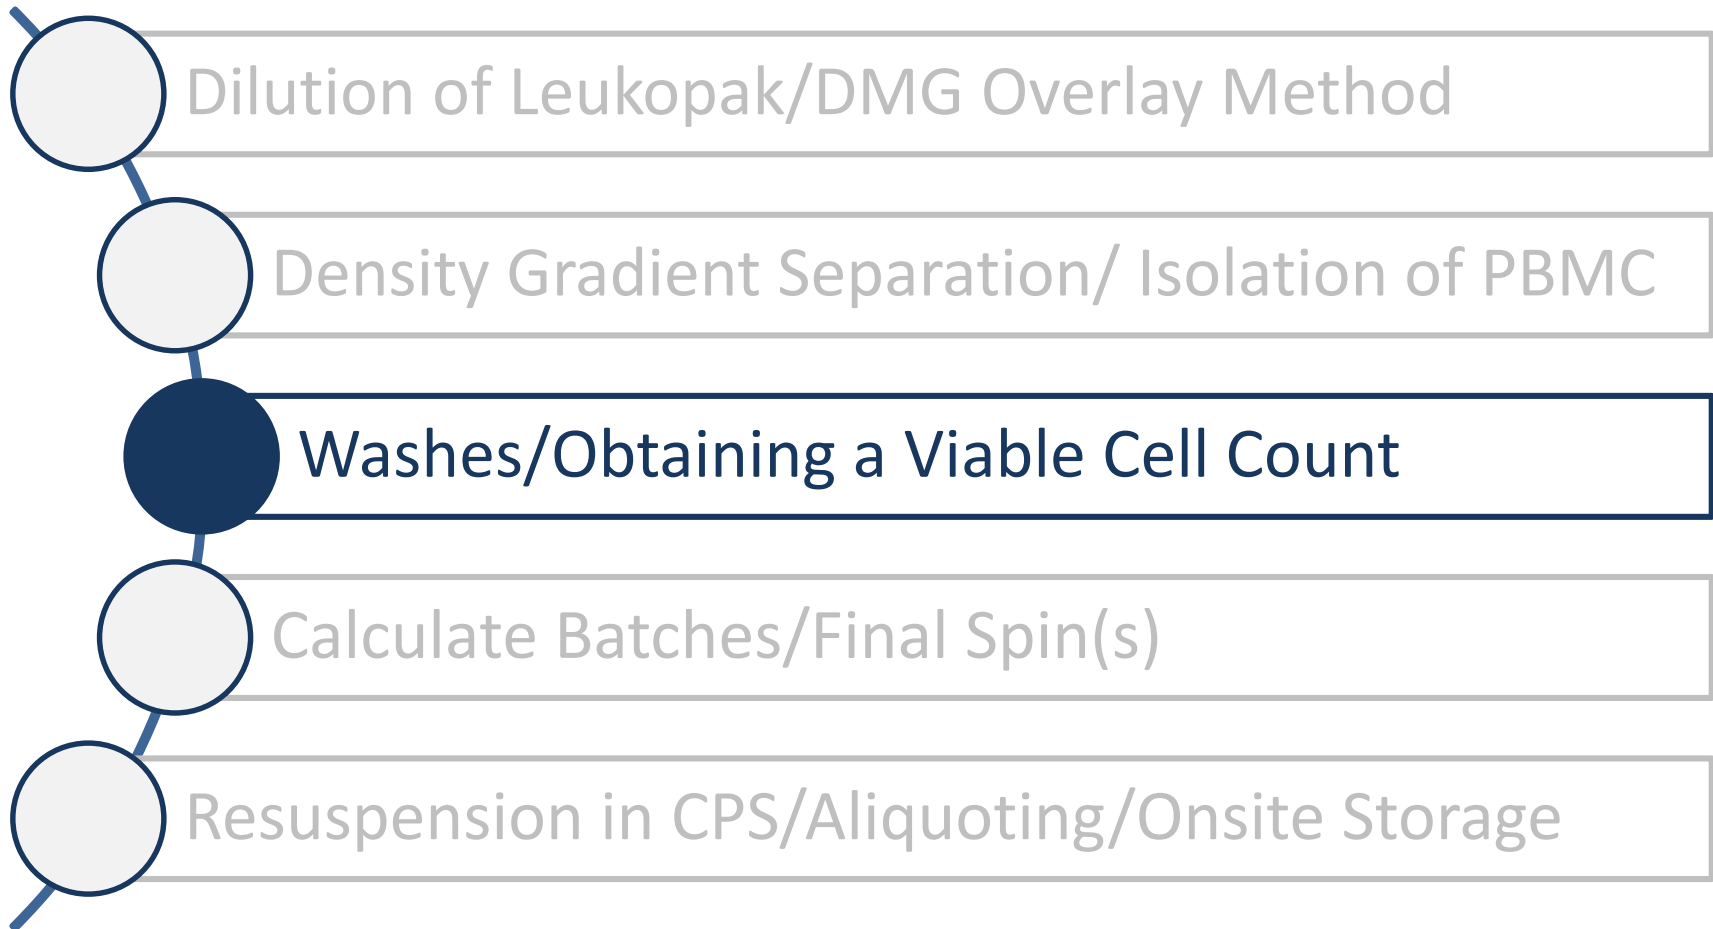 Dilution of Leukopak/DMG Overlay Method
Density Gradient Separation/ Isolation of PBMC
Washes/Obtaining a Viable Cell Count
Calculate Batches/Final Spin(s)
Resuspension in CPS/Aliquoting/Onsite Storage